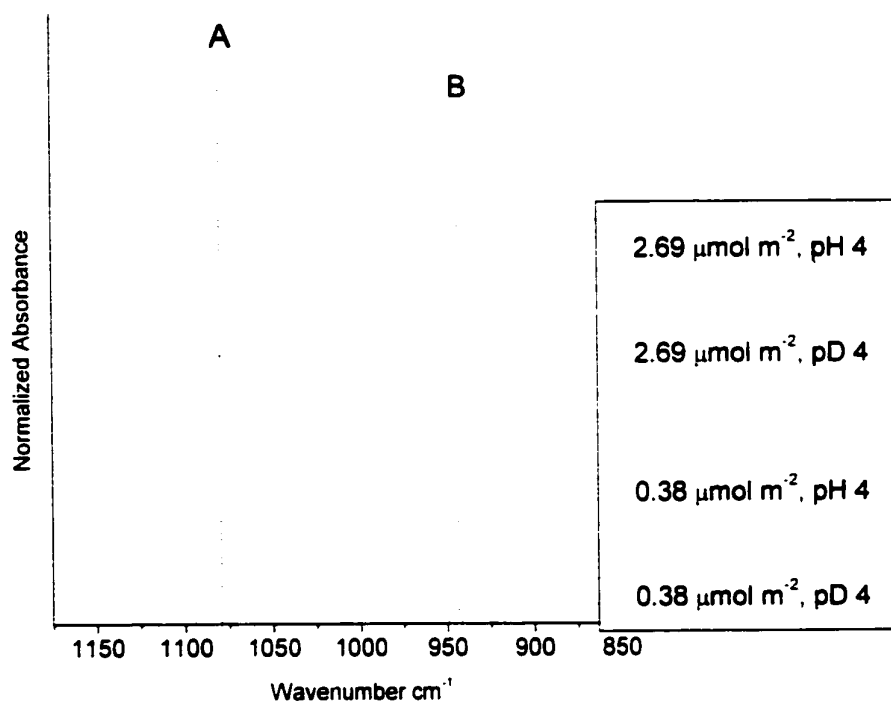 A
B
Normalized Absorbance
2.69 μmol m⁻², pH 4
2.69 μmol m⁻², pD 4
0.38 μmol m⁻², pH 4
0.38 μmol m⁻², pD 4
1150 1100 1050 1000 950 900 850
Wavenumber cm⁻¹